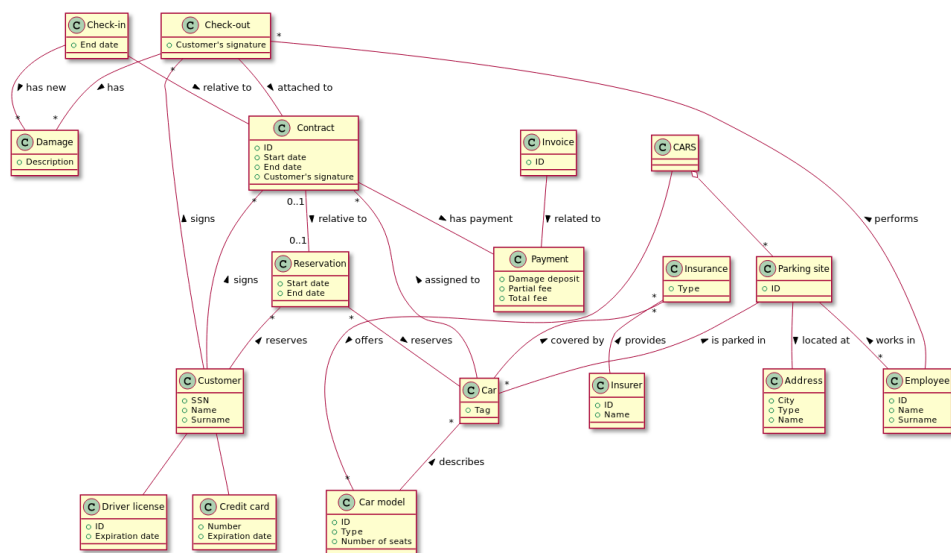 C Check-in
End date
C Check-out
Customer's signature
*
has new
has
*
relative to
attached to
*
*
C Damage
Description
C Contract
ID
Start date
End date
Customer's signature
C Invoice
ID
C CARS
signs
*
0..1
relative to
*
has payment
related to
performs
0..1
*
C Reservation
Start date
End date
signs
assigned to
C Payment
Damage deposit
Partial fee
Total fee
C Insurance
Type
C Parking site
ID
*
*
*
*
reserves
offers
reserves
covered by
provides
is parked in
located at
works in
*
*
C Customer
SSN
Name
Surname
C Car
Tag
C Insurer
ID
Name
C Address
City
Type
Name
C Employee
ID
Name
Surname
*
describes
*
C Driver license
ID
Expiration date
C Credit card
Number
Expiration date
C Car model
ID
Type
Number of seats